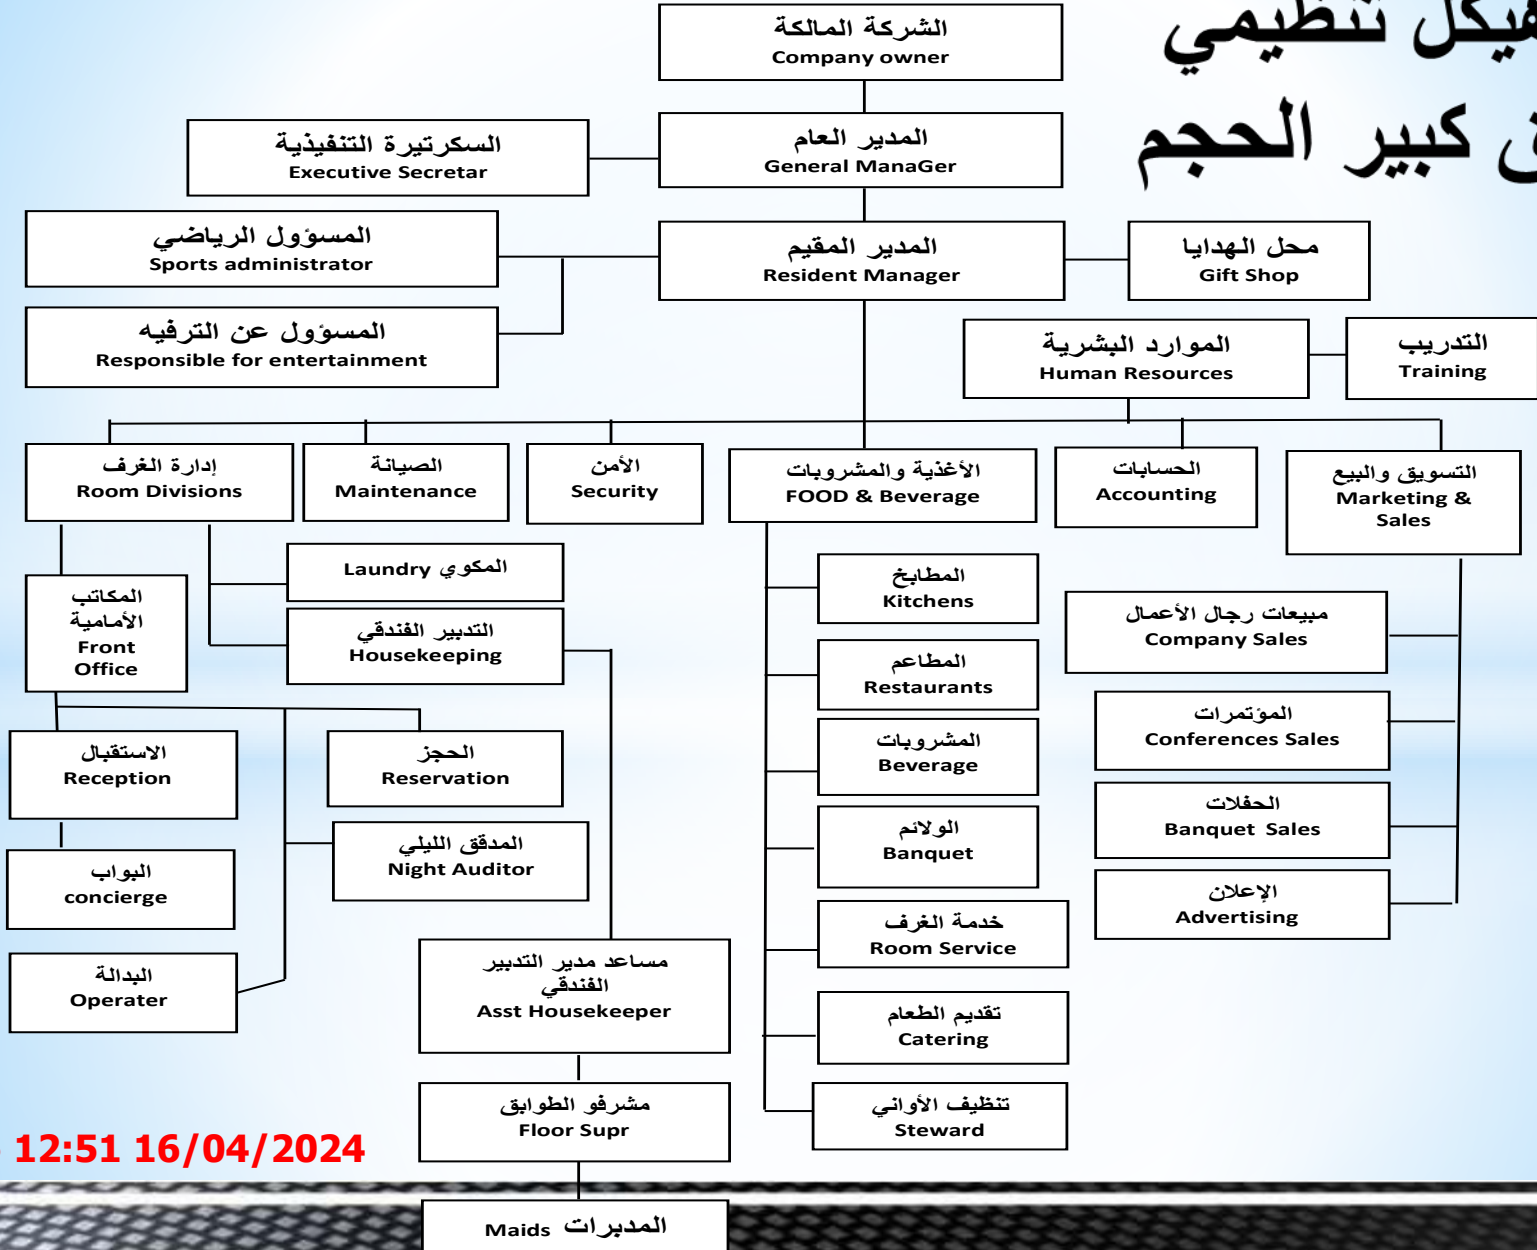 هيكل تنظيمي
كبير الحجم
الشركة المالكة
Company owner
المدير العام
General ManaGer
السكرتيرة التنفيذية
Executive Secretar
المسؤول الرياضي
Sports administrator
المدير المقيم
Resident Manager
محل الهدايا
Gift Shop
المسؤول عن الترفيه
Responsible for entertainment
الموارد البشرية
Human Resources
التدريب
Training
إدارة الغرف
Room Divisions
الصيانة
Maintenance
الأمن
Security
الأغذية والمشروبات
FOOD & Beverage
الحسابات
Accounting
التسويق والبيع
Marketing &
Sales
المكاتب
الأمامية
Front
Office
المكوي Laundry
التدبير الفندقي
Housekeeping
الاستقبال
Reception
الحجز
Reservation
المدقق الليلي
Night Auditor
البواب
concierge
البدالة
Operater
مساعد مدير التدبير
الفندقي
Asst Housekeeper
مشرفو الطوابق
Floor Supr
المدبرات Maids
المطابخ
Kitchens
المطاعم
Restaurants
المشروبات
Beverage
الولائم
Banquet
خدمة الغرف
Room Service
تقديم الطعام
Catering
تنظيف الأواني
Steward
مبيعات رجال الأعمال
Company Sales
المؤتمرات
Conferences Sales
الحفلات
Banquet Sales
الإعلان
Advertising
12:51 16/04/2024